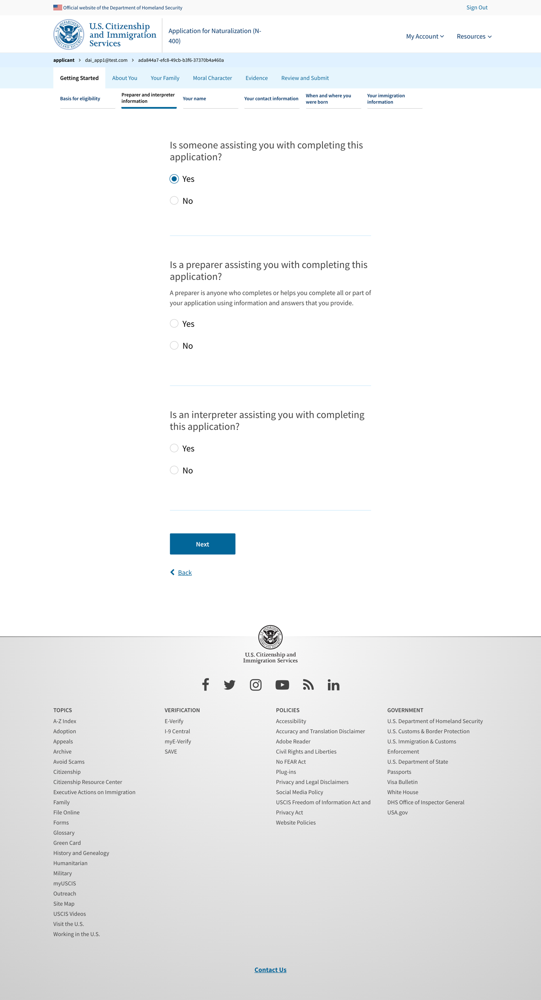 Official website of the Department of Homeland Security
Sign Out
U.S. Citizenship
and Immigration
Services
Application for Naturalization (N-
400)
My Account
Resources
applicant > dai_app1@test.com > ada844a7-efc8-49cb-b3f6-37370b4a460a
Getting Started
About You
Your Family
Moral Character
Evidence
Review and Submit
Basis for eligibility
Preparer and interpreter
information
Your name
Your contact information
When and where you
were born
Your immigration
information
Is someone assisting you with completing this
application?
Yes
No
Is a preparer assisting you with completing this
application?
A preparer is anyone who completes or helps you complete all or part of
your application using information and answers that you provide.
Yes
No
Is an interpreter assisting you with completing
this application?
Yes
No
Next
Back
U.S. DEPARTMENT OF HOMELAND SECURITY
U.S. Citizenship and
Immigration Services
TOPICS
A-Z Index
Adoption
Appeals
Archive
Avoid Scams
Citizenship
Citizenship Resource Center
Executive Actions on Immigration
Family
File Online
Forms
Glossary
Green Card
History and Genealogy
Humanitarian
Military
myUSCIS
Outreach
Site Map
USCIS Videos
Visit the U.S.
Working in the U.S.
VERIFICATION
E-Verify
I-9 Central
myE-Verify
SAVE
POLICIES
Accessibility
Accuracy and Translation Disclaimer
Adobe Reader
Civil Rights and Liberties
No FEAR Act
Plug-ins
Privacy and Legal Disclaimers
Social Media Policy
USCIS Freedom of Information Act and
Privacy Act
Website Policies
GOVERNMENT
U.S. Department of Homeland Security
U.S. Customs & Border Protection
U.S. Immigration & Customs
Enforcement
U.S. Department of State
Passports
Visa Bulletin
White House
DHS Office of Inspector General
USA.gov
Contact Us